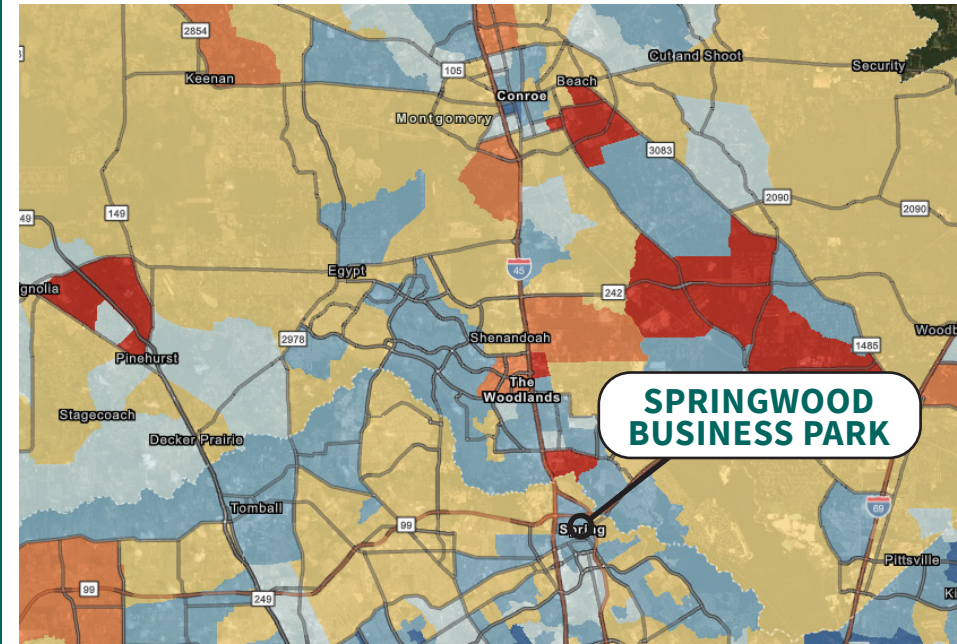 2854
Keenan
105
Cut and Shoot
Security
Beach
Conroe
Montgomery
3083
2090
2090
149
49
45
Egypt
gnolia
242
Shenandoah
2978
1485
Woodb
Pinehurst
The
Woodlands
Stagecoach
SPRINGWOOD
BUSINESS PARK
Decker Prairie
Tomball
99
69
Spring
Pittsville
99
249
Ki